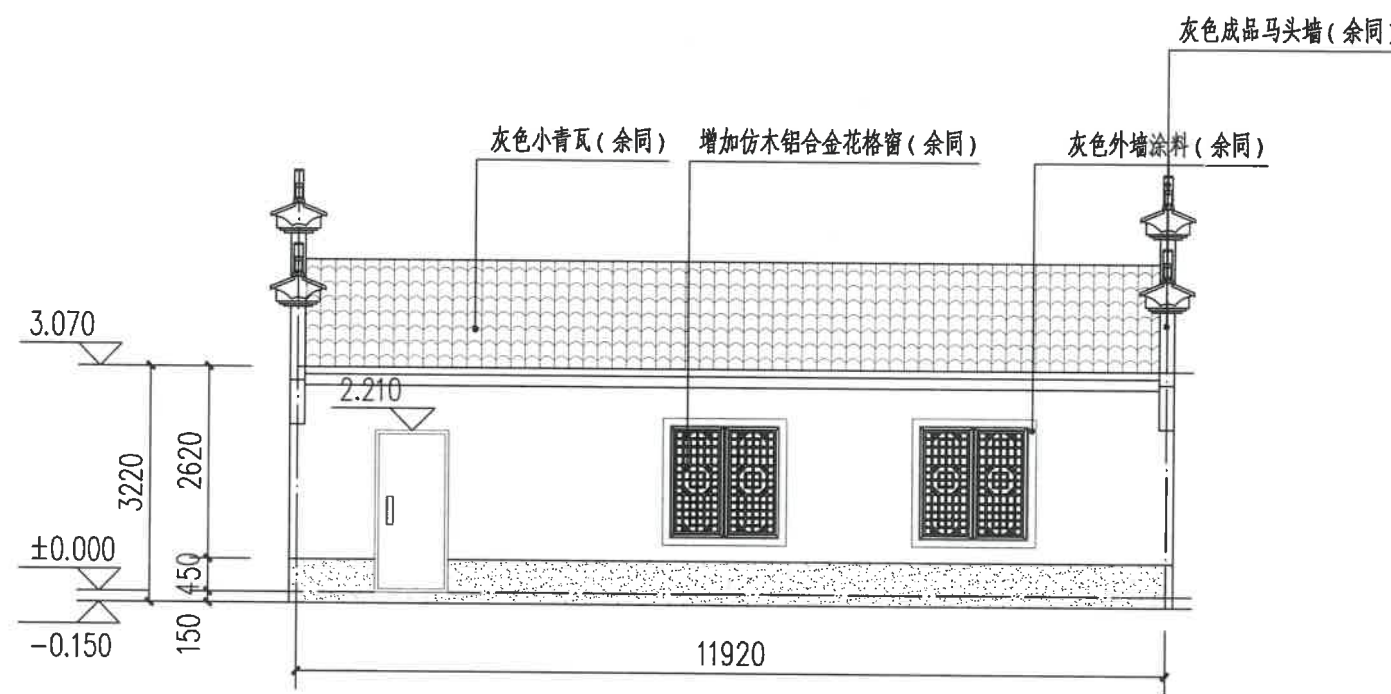 灰色成品马头墙(余同)
灰色小青瓦(余同)
增加仿木铝合金花格窗(余同)
灰色外墙涂料(余同)
3.070
2.210
3220
2620
±0.000
450
150
-0.150
11920